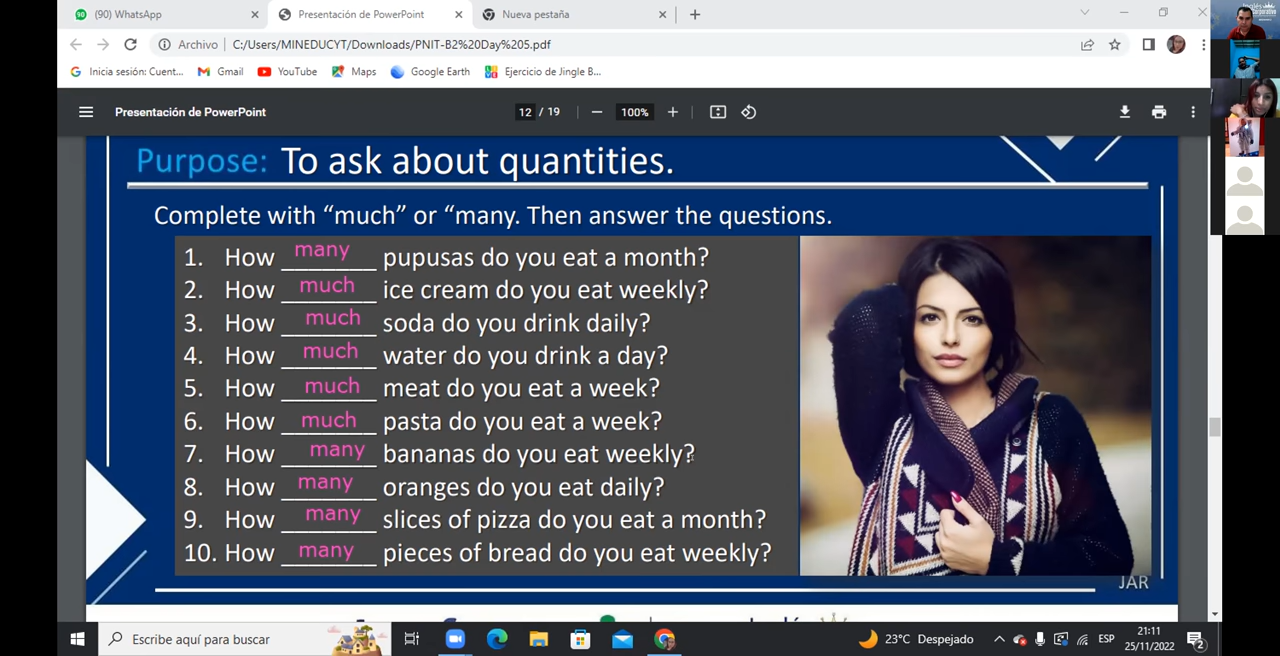 (90) WhatsApp
Presentación de PowerPoint
Nueva pestaña
Archivo
C:/Users/MINEDUCYT/Downloads/PNIT-B2%20Day%205.pdf
Inicia sesión: Cuent...
Gmail
YouTube
Maps
Google Earth
Ejercicio de Jingle B...
Presentación de PowerPoint
12 / 19
100%
Purpose: To ask about quantities.
Complete with “much” or “many. Then answer the questions.
1. How many pupusas do you eat a month?
2. How much ice cream do you eat weekly?
3. How much soda do you drink daily?
4. How much water do you drink a day?
5. How much meat do you eat a week?
6. How much pasta do you eat a week?
7. How many bananas do you eat weekly?
8. How many oranges do you eat daily?
9. How many slices of pizza do you eat a month?
10. How many pieces of bread do you eat weekly?
JAR
Escribe aquí para buscar
23°C Despejado
ESP
21:11
25/11/2022
2